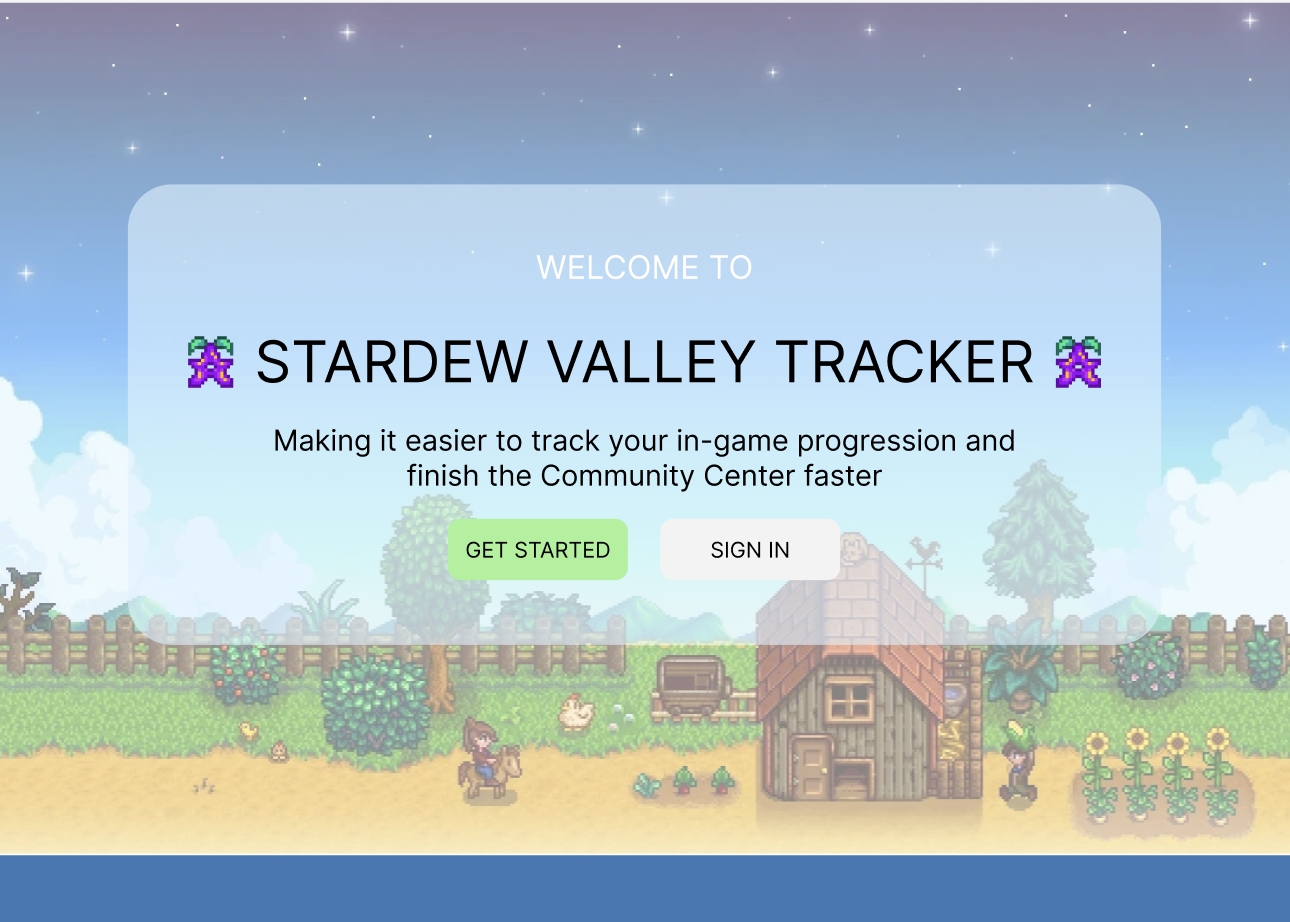 WELCOME TO
STARDEW VALLEY TRACKER
Making it easier to track your in-game progression and
finish the Community Center faster
GET STARTED
SIGN IN